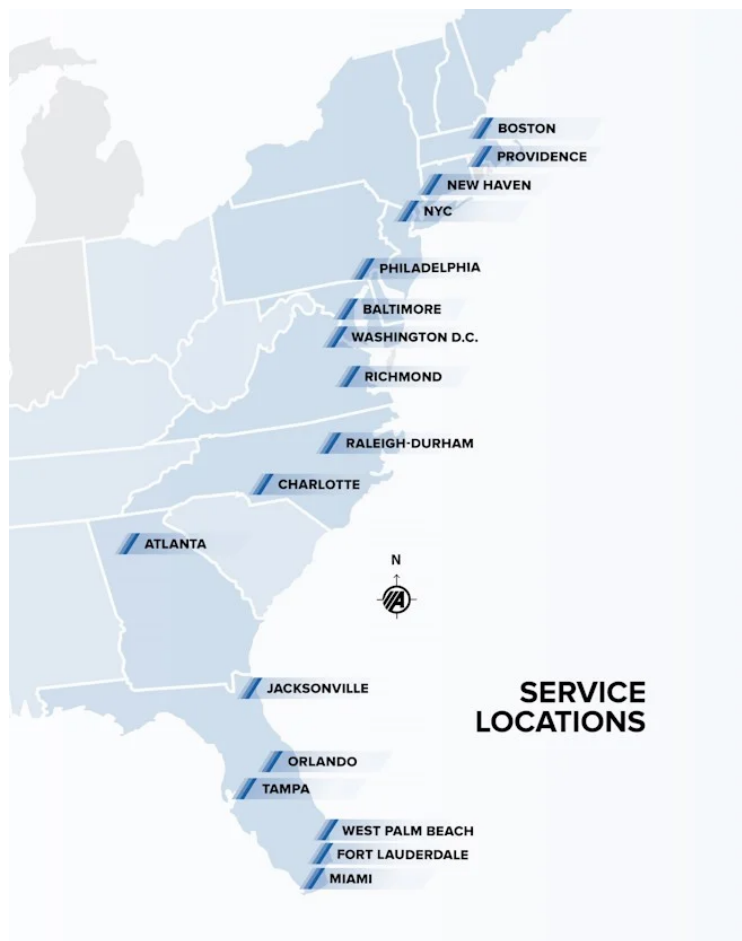 BOSTON
PROVIDENCE
NEW HAVEN
NYC
PHILADELPHIA
BALTIMORE
WASHINGTON D.C.
RICHMOND
RALEIGH-DURHAM
CHARLOTTE
ATLANTA
N
A
JACKSONVILLE
SERVICE
LOCATIONS
ORLANDO
TAMPA
WEST PALM BEACH
FORT LAUDERDALE
MIAMI